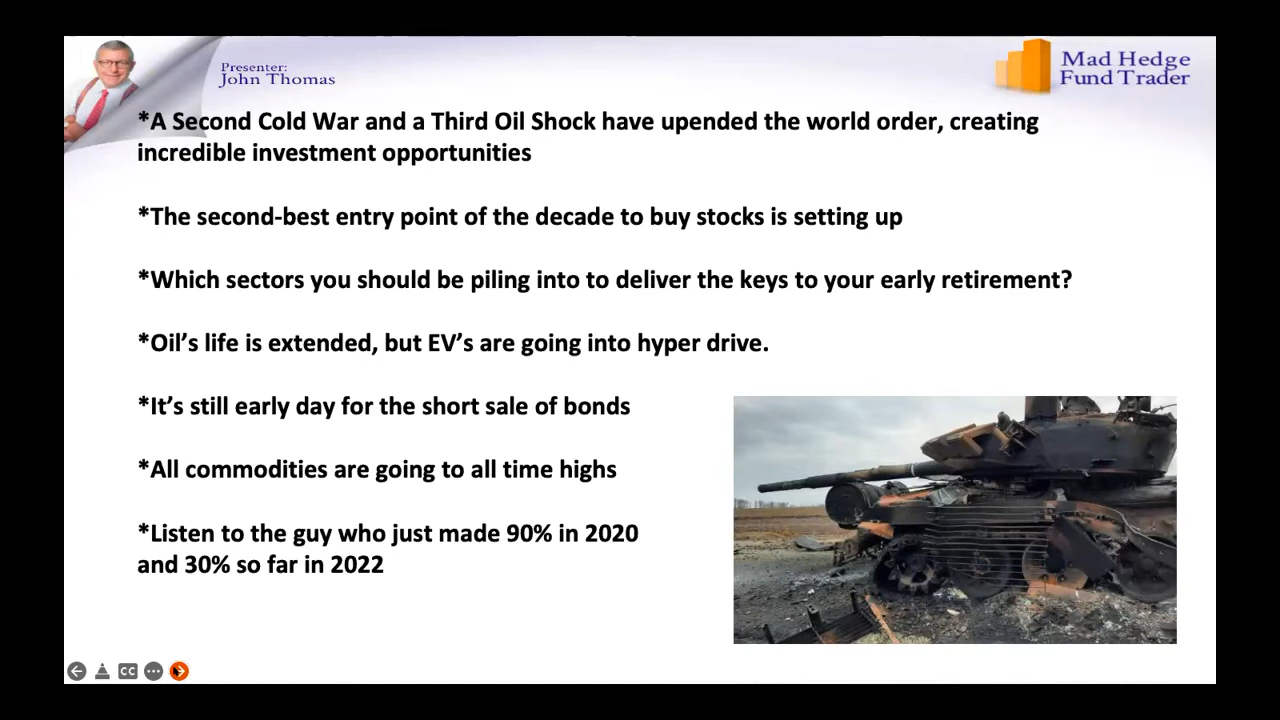 Presenter:
John Thomas
Mad Hedge
Fund Trader
*A Second Cold War and a Third Oil Shock have upended the world order, creating
incredible investment opportunities
*The second-best entry point of the decade to buy stocks is setting up
*Which sectors you should be piling into to deliver the keys to your early retirement?
*Oil’s life is extended, but EV’s are going into hyper drive.
*It’s still early day for the short sale of bonds
*All commodities are going to all time highs
*Listen to the guy who just made 90% in 2020
and 30% so far in 2022
CC